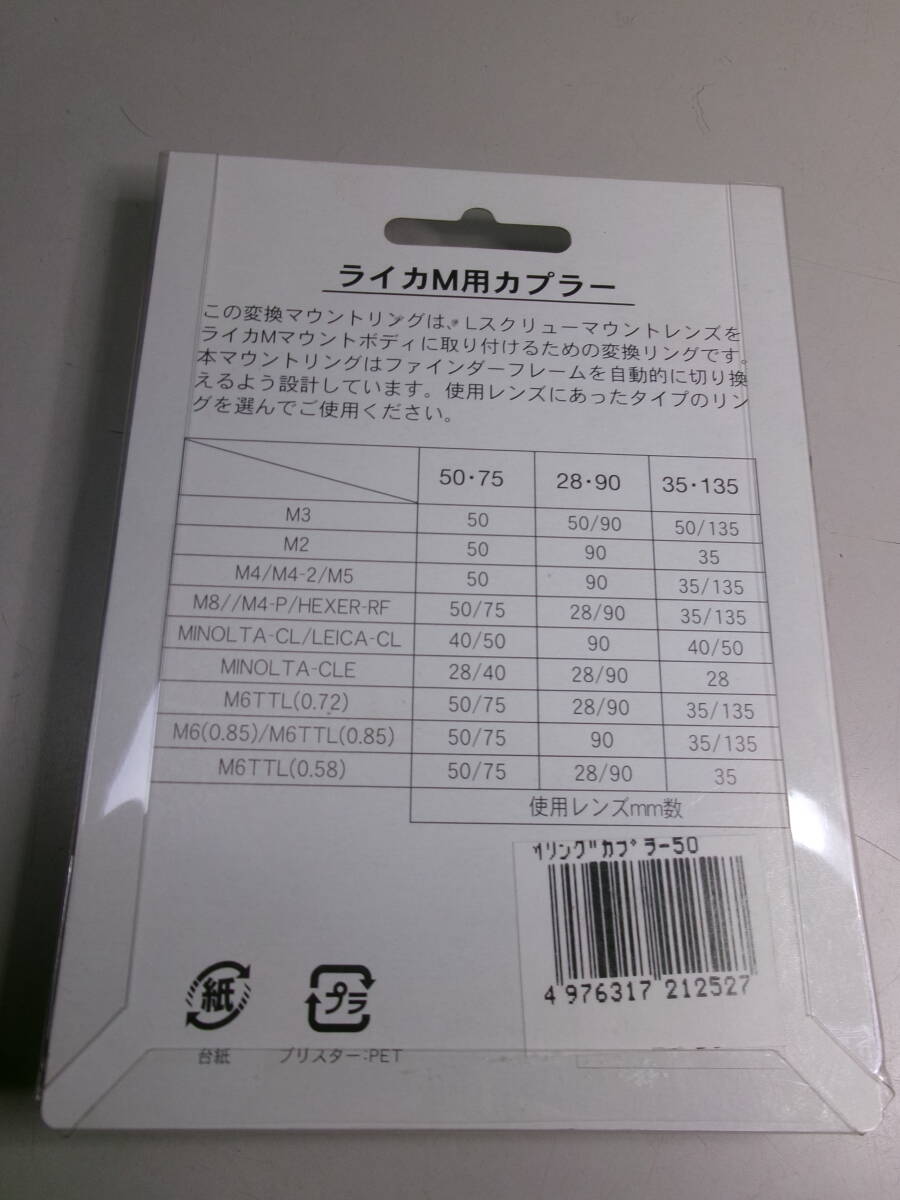 ライカM用カプラー
この変換マウントリングは、Lスクリューマウントレンズを
ライカMマウントボディに取り付けるための変換リングです。
本マウントリングはファインダーフレームを自動的に切り換
えるよう設計しています。使用レンズにあったタイプのリン
グを選んでご使用ください。
50・75 28・90 35・135
M3 50 50/90 50/135
M2 50 90 35
M4/M4-2/M5 50 90 35/135
M8//M4-P/HEXER-RF 50/75 28/90 35/135
MINOLTA-CL/LEICA-CL 40/50 90 40/50
MINOLTA-CLE 28/40 28/90 28
M6TTL(0.72) 50/75 28/90 35/135
M6(0.85)/M6TTL(0.85) 50/75 90 35/135
M6TTL(0.58) 50/75 28/90 35
使用レンズmm数
Mリング゙カプラー50
4 976317 212527
紙 プラ
台紙 ブリスター:PET